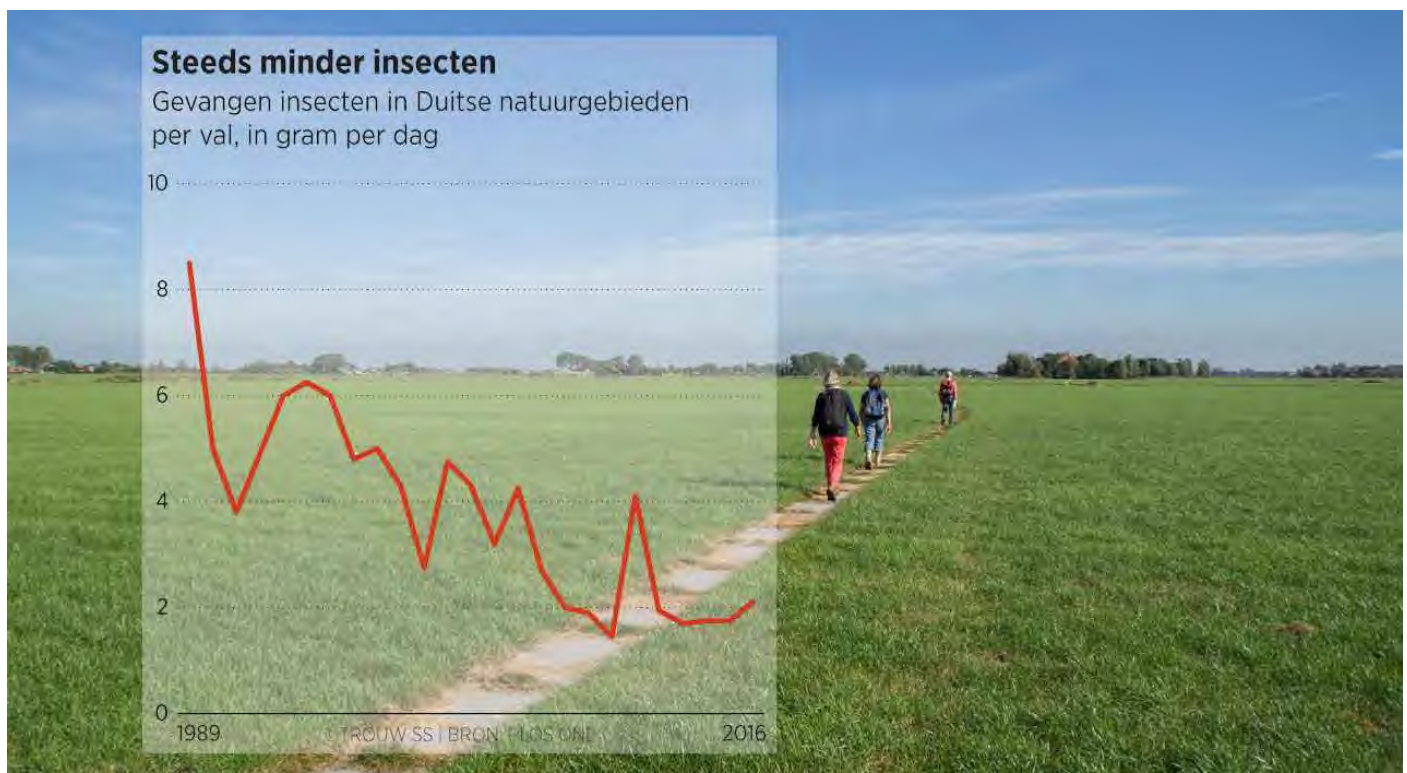 Steeds minder insecten
Gevangen insecten in Duitse natuurgebieden
per val, in gram per dag
10
8
6
4
2
0
1989
2016
© TROUW SS | BRON: PLOS ONE